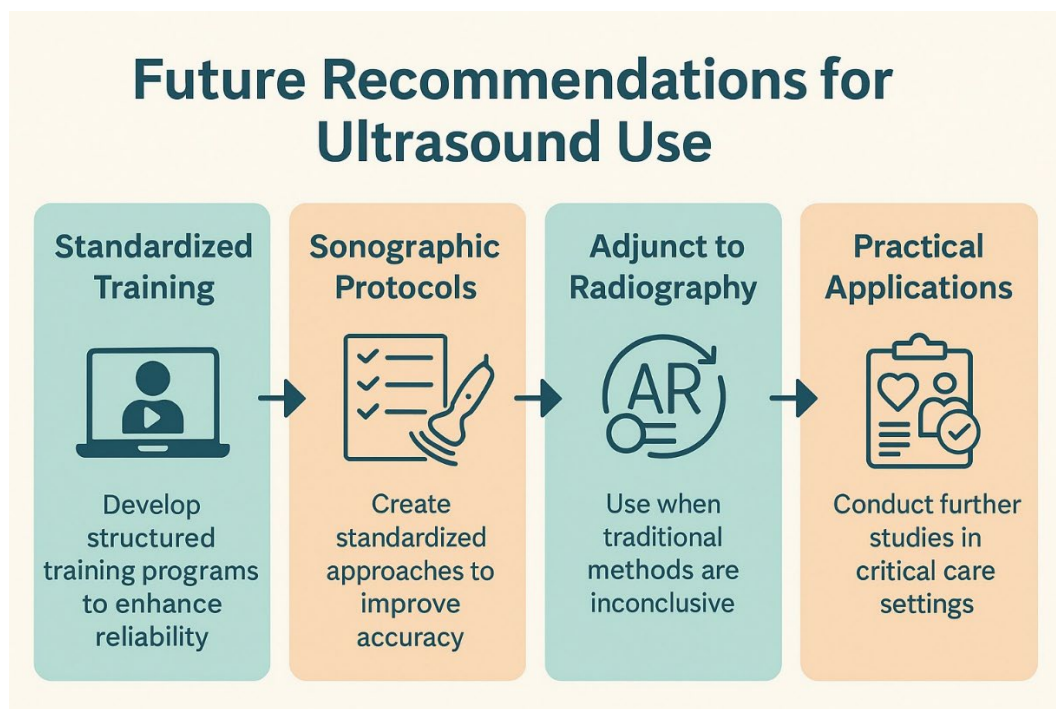 Future Recommendations for
Ultrasound Use
Standardized
Training
Develop
structured
training programs
to enhance
reliability
Sonographic
Protocols
Create
standardized
approaches to
improve
accuracy
Adjunct to
Radiography
AR
Use when
traditional
methods are
inconclusive
Practical
Applications
Conduct further
studies in
critical care
settings